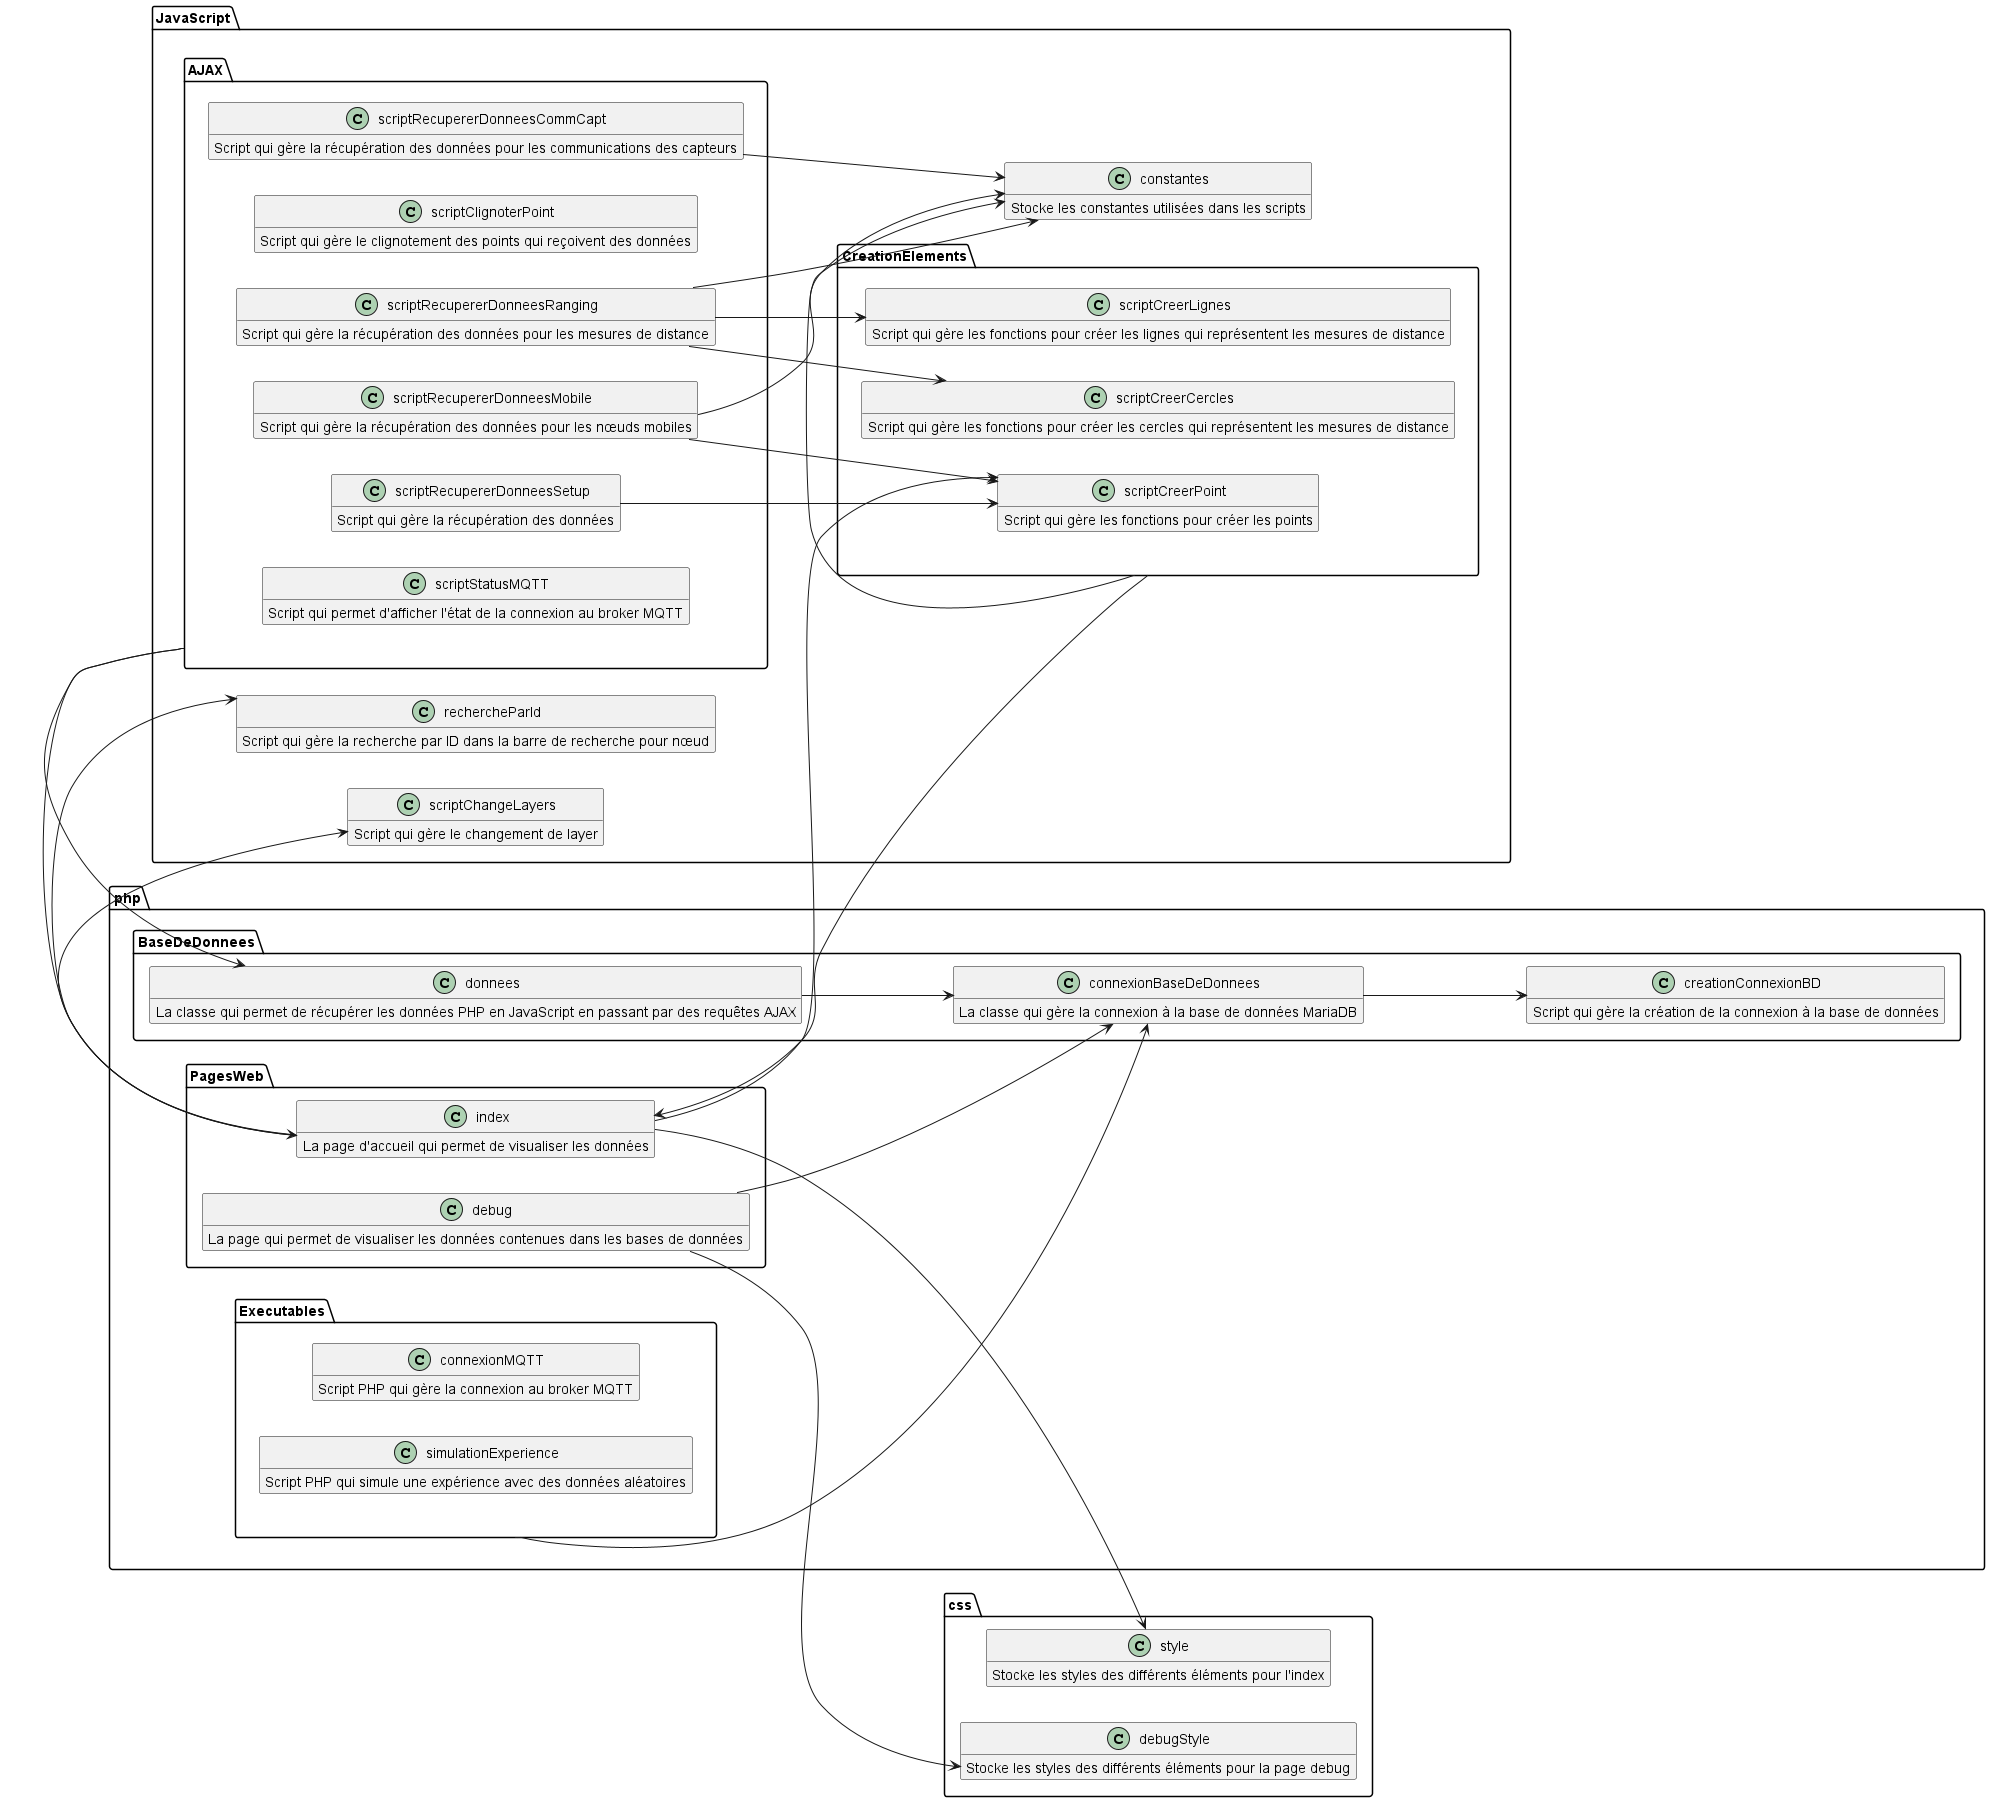 JavaScript
AJAX
C scriptRecupererDonneesCommCapt
Script qui gère la récupération des données pour les communications des capteurs
C scriptClignoterPoint
Script qui gère le clignotement des points qui reçoivent des données
C scriptRecupererDonneesRanging
Script qui gère la récupération des données pour les mesures de distance
C scriptRecupererDonneesMobile
Script qui gère la récupération des données pour les nœuds mobiles
C scriptRecupererDonneesSetup
Script qui gère la récupération des données
C scriptStatusMQTT
Script qui permet d'afficher l'état de la connexion au broker MQTT
C constantes
Stocke les constantes utilisées dans les scripts
CreationElements
C scriptCreerLignes
Script qui gère les fonctions pour créer les lignes qui représentent les mesures de distance
C scriptCreerCercles
Script qui gère les fonctions pour créer les cercles qui représentent les mesures de distance
C scriptCreerPoint
Script qui gère les fonctions pour créer les points
C rechercheParId
Script qui gère la recherche par ID dans la barre de recherche pour nœud
C scriptChangeLayers
Script qui gère le changement de layer
php
BaseDeDonnees
C donnees
La classe qui permet de récupérer les données PHP en JavaScript en passant par des requêtes AJAX
C connexionBaseDeDonnees
La classe qui gère la connexion à la base de données MariaDB
C creationConnexionBD
Script qui gère la création de la connexion à la base de données
PagesWeb
C index
La page d'accueil qui permet de visualiser les données
C debug
La page qui permet de visualiser les données contenues dans les bases de données
Executables
C connexionMQTT
Script PHP qui gère la connexion au broker MQTT
C simulationExperience
Script PHP qui simule une expérience avec des données aléatoires
css
C style
Stocke les styles des différents éléments pour l'index
C debugStyle
Stocke les styles des différents éléments pour la page debug